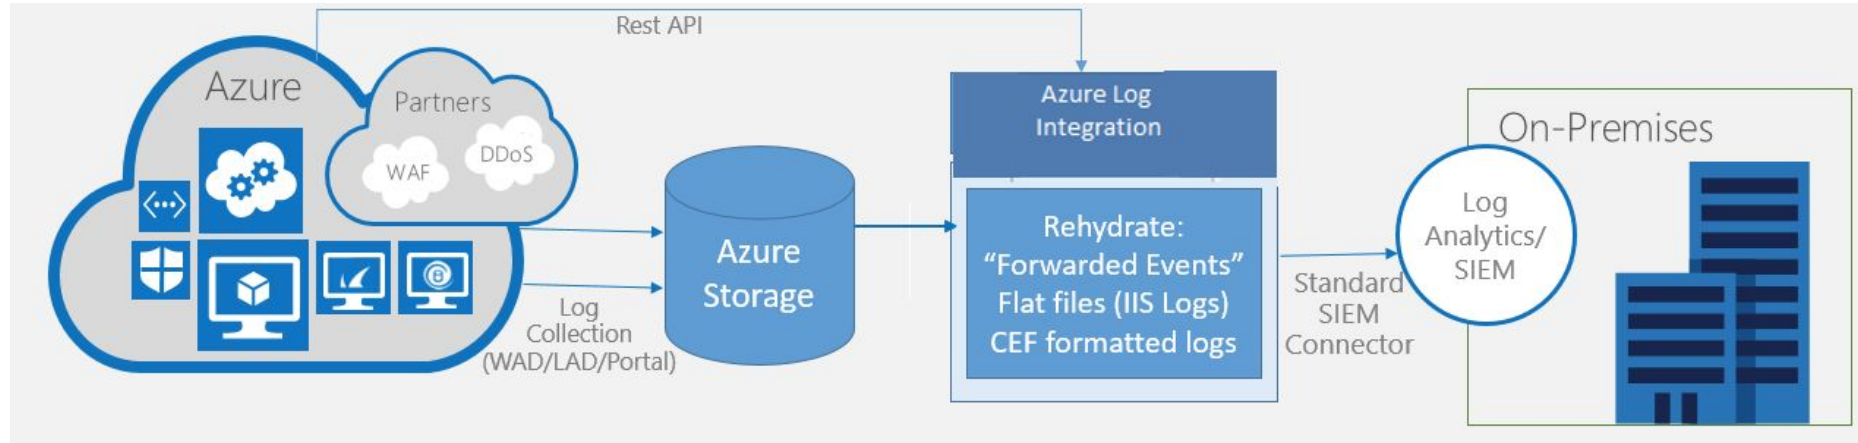 Rest API
Azure
Partners
WAF
DDoS
Log
Collection
(WAD/LAD/Portal)
Azure
Storage
Azure Log
Integration
Rehydrate:
“Forwarded Events”
Flat files (IIS Logs)
CEF formatted logs
Standard
SIEM
Connector
Log
Analytics/
SIEM
On-Premises